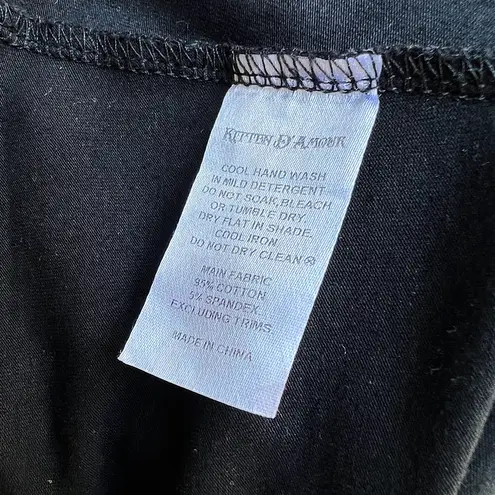 KITTEN D'AMOUR
COOL HAND WASH
IN MILD DETERGENT.
DO NOT SOAK, BLEACH
OR TUMBLE DRY.
DRY FLAT IN SHADE.
COOL IRON.
DO NOT DRY CLEAN
MAIN FABRIC
95% COTTON
5% SPANDEX
EXCLUDING TRIMS.
MADE IN CHINA